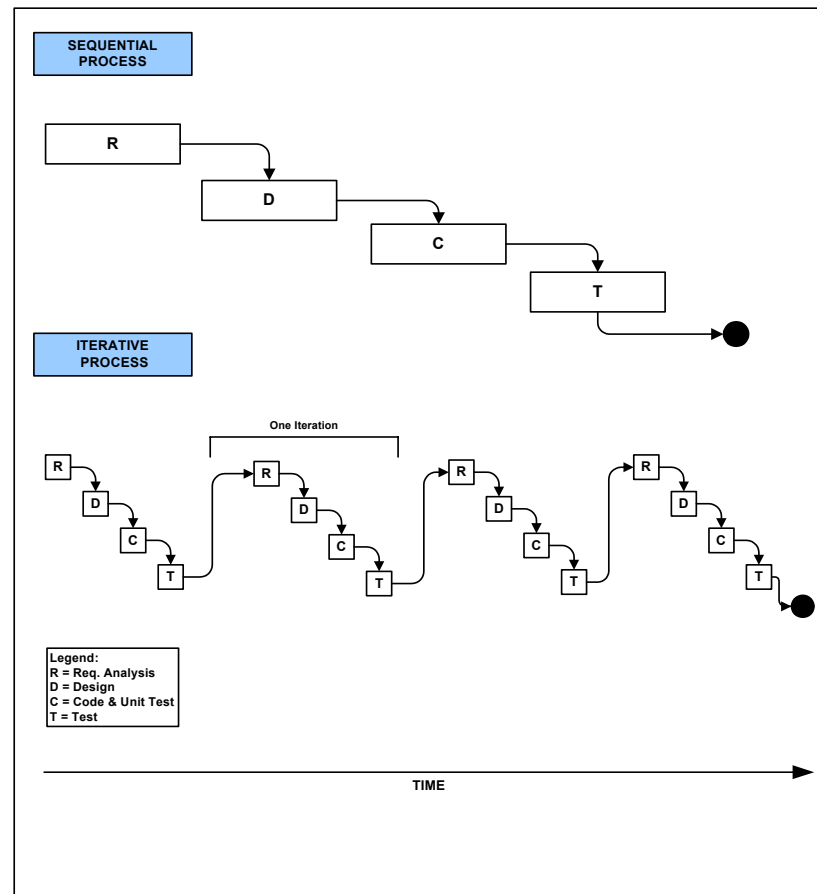 SEQUENTIAL
PROCESS
R
D
C
T
ITERATIVE
PROCESS
One Iteration
R
D
C
T
R
D
C
T
R
D
C
T
R
D
C
T
Legend:
R = Req. Analysis
D = Design
C = Code & Unit Test
T = Test
TIME